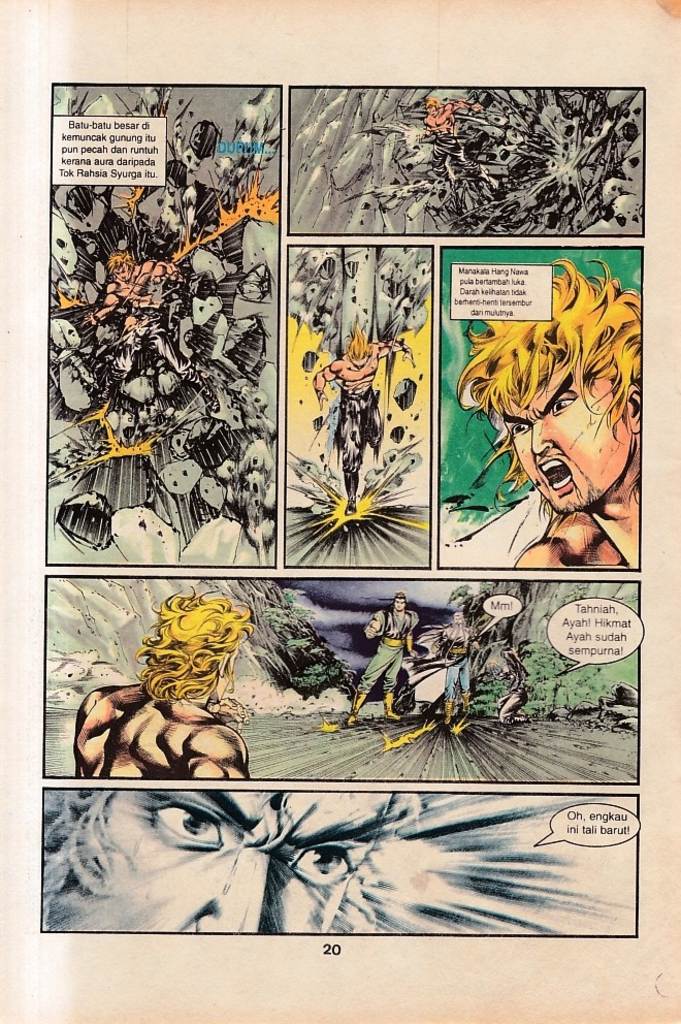 Batu-batu besar di
kemuncak gunung itu
pun pecah dan runtuh
kerana aura daripada
Tok Rahsia Syurga itu.
DUDUM...
Manakala Hang Nawa
pula bertambah luka.
Darah kelihatan tidak
berhenti-henti tersembur
dari mulutnya.
Mm!
Tahniah,
Ayah! Hikmat
Ayah sudah
sempurna!
Oh, engkau
ini tali barut!
20